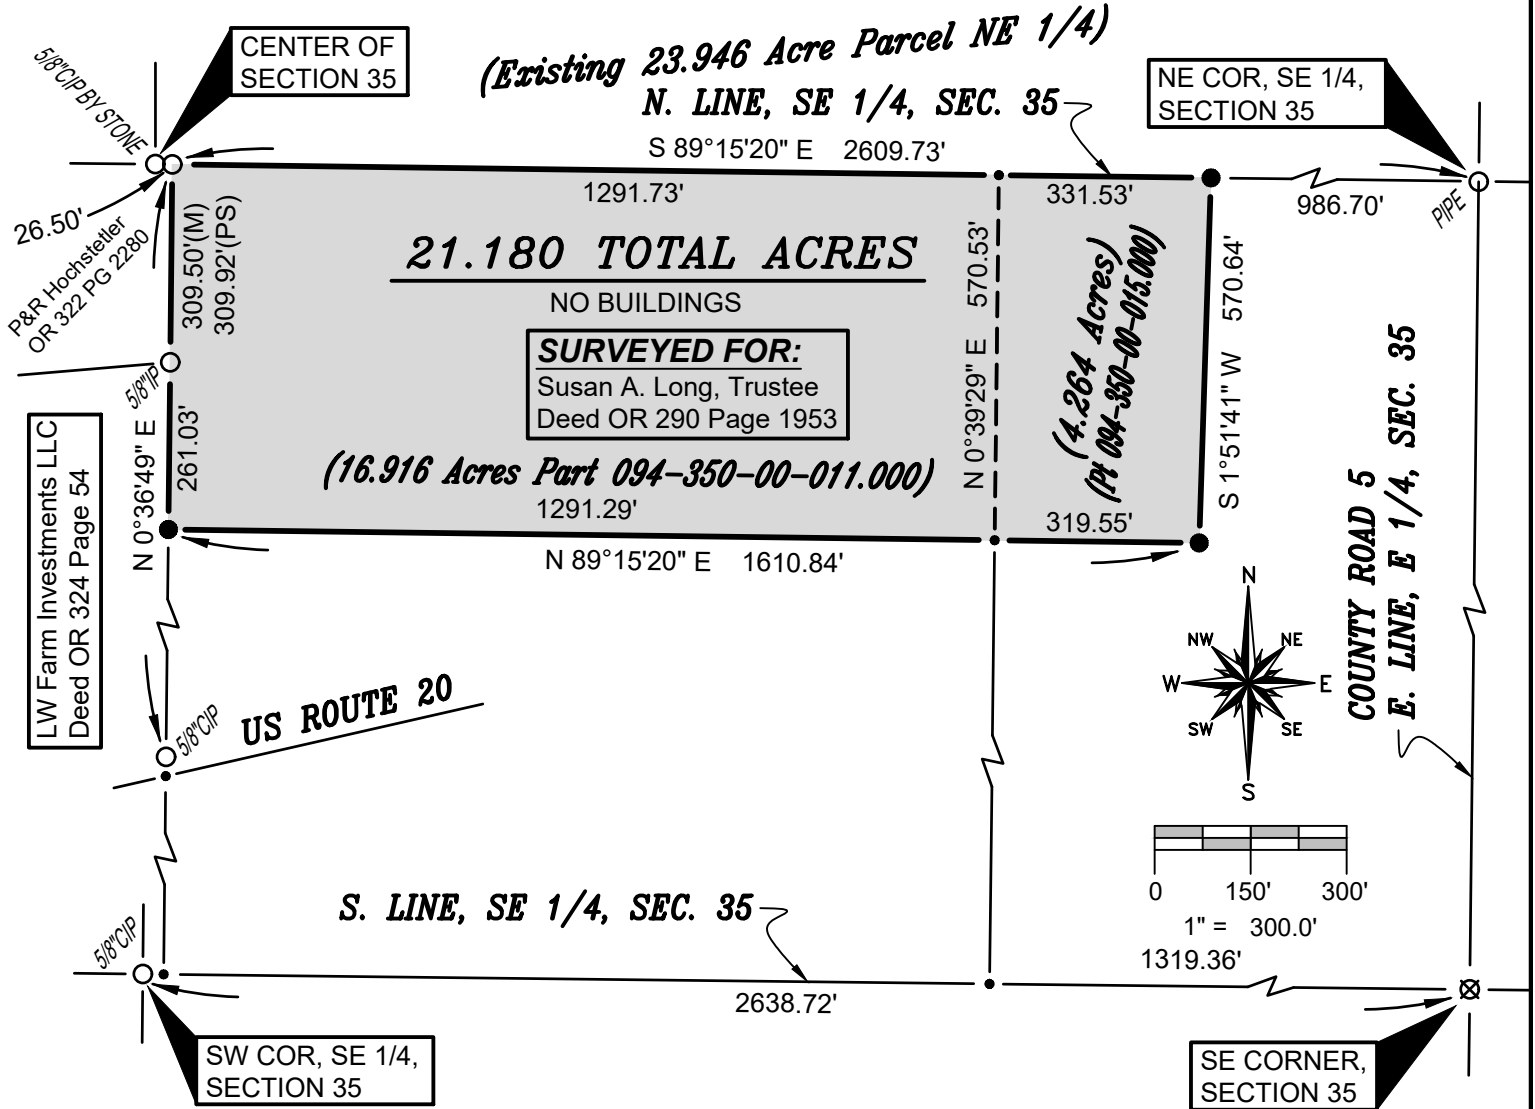 CENTER OF
SECTION 35
(Existing 23.946 Acre Parcel NE 1/4)
N. LINE, SE 1/4, SEC. 35
NE COR, SE 1/4,
SECTION 35
5/8"CIP BY STONE
S 89°15'20" E 2609.73'
1291.73'
331.53'
986.70'
PIPE
26.50'
P&R Hochstetler
OR 322 PG 2280
309.50'(M)
309.92'(PS)
21.180 TOTAL ACRES
NO BUILDINGS
SURVEYED FOR:
Susan A. Long, Trustee
Deed OR 290 Page 1953
(16.916 Acres Part 094-350-00-011.000)
1291.29'
N 0°39'29" E 570.53'
(4.264 Acres)
(Pt 094-350-00-015.000)
319.55'
S 1°51'41" W 570.64'
5/8"IP
N 0°36'49" E
261.03'
LW Farm Investments LLC
Deed OR 324 Page 54
N 89°15'20" E 1610.84'
COUNTY ROAD 5
E. LINE, E 1/4, SEC. 35
N
NW
NE
W
E
SW
SE
S
5/8"CIP
US ROUTE 20
0 150' 300'
1" = 300.0'
S. LINE, SE 1/4, SEC. 35
5/8"CIP
1319.36'
2638.72'
SW COR, SE 1/4,
SECTION 35
SE CORNER,
SECTION 35